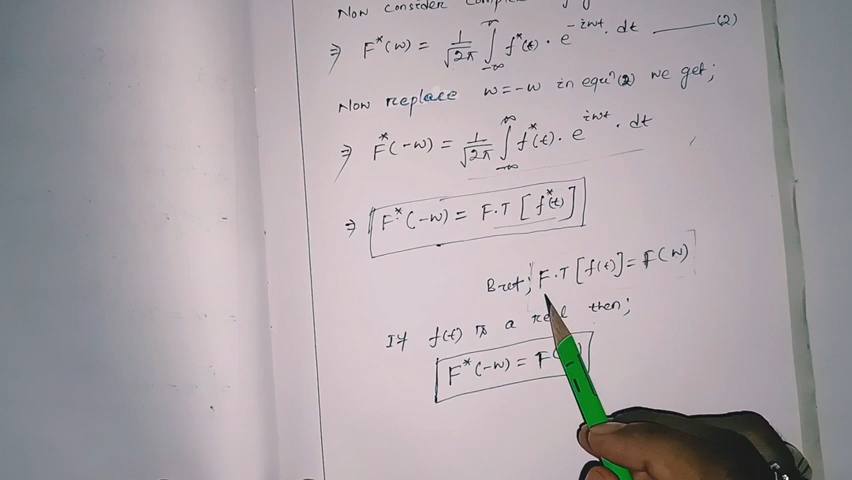 Now consider
⇒ F*(w) = 1/√2π ∫_{-∞}^{∞} f*(t) · e^{-iwt} · dt ——— (2)
Now replace w=-w in equⁿ(2) we get;
⇒ F*(-w) = 1/√2π ∫_{-∞}^{∞} f*(t) · e^{iwt} · dt
⇒ F*(-w) = F.T [f*(t)]
But; F.T [f(t)] = F(w)
If f(t) is a real then;
F*(-w) = F(